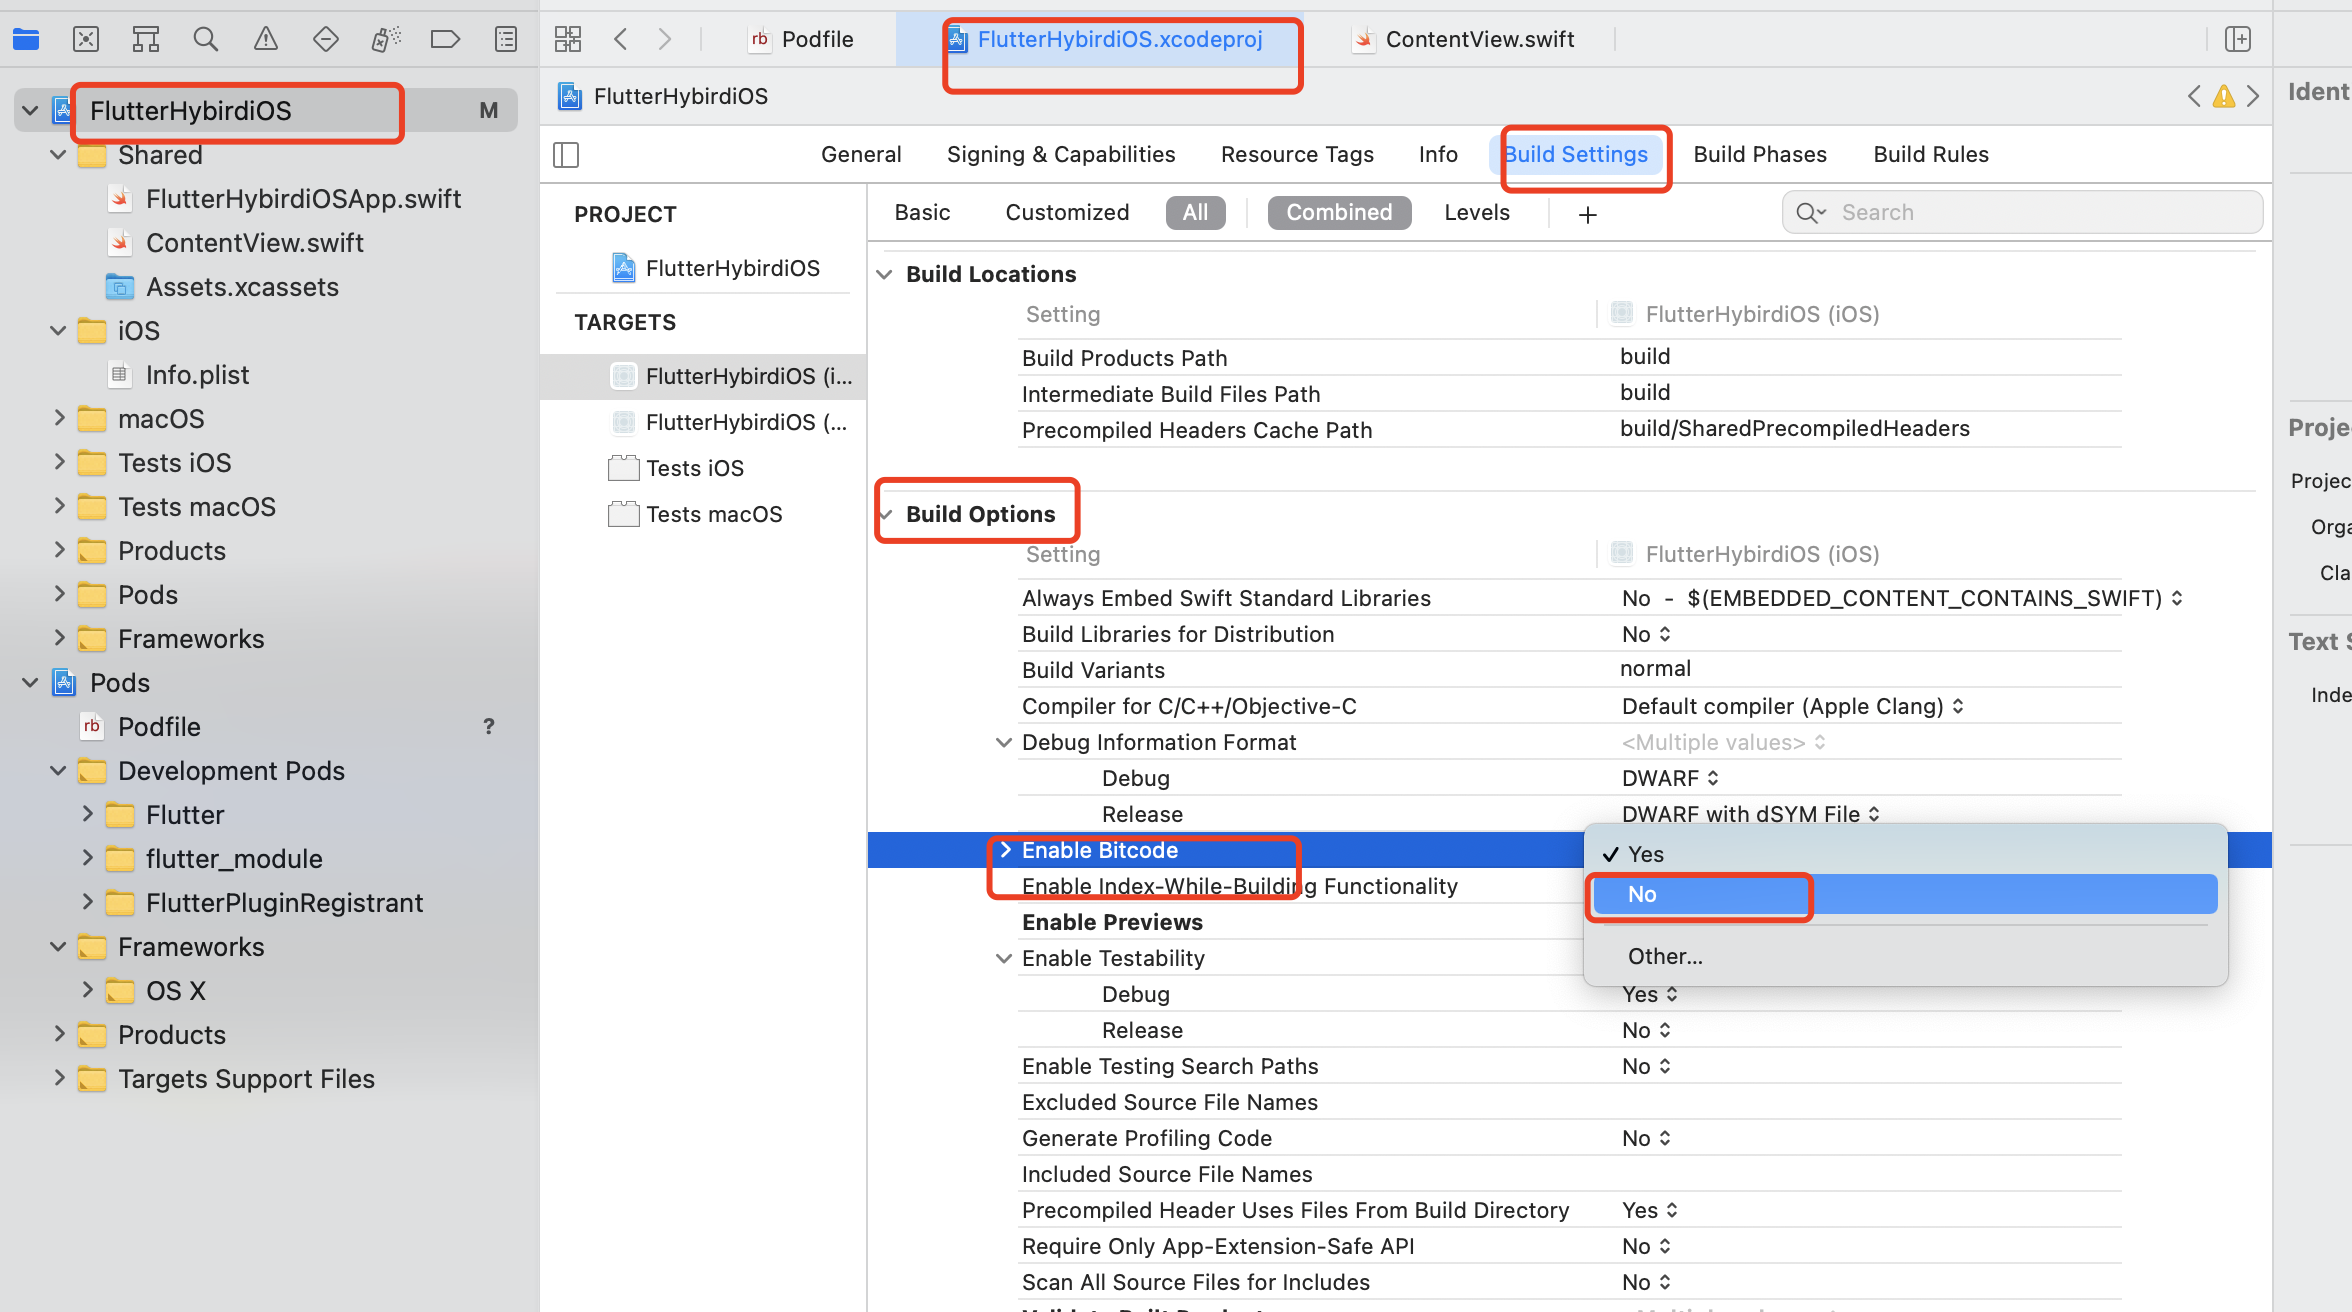 Podfile
FlutterHybirdiOS.xcodeproj
ContentView.swift
FlutterHybirdiOS
M
Shared
FlutterHybirdiOSApp.swift
ContentView.swift
Assets.xcassets
iOS
Info.plist
macOS
Tests iOS
Tests macOS
Products
Pods
Frameworks
Pods
rb Podfile ?
Development Pods
Flutter
flutter_module
FlutterPluginRegistrant
Frameworks
OS X
Products
Targets Support Files
FlutterHybirdiOS
General Signing & Capabilities Resource Tags Info Build Settings Build Phases Build Rules
PROJECT
FlutterHybirdiOS
TARGETS
FlutterHybirdiOS (i...
FlutterHybirdiOS (...
Tests iOS
Tests macOS
Basic Customized All Combined Levels + Search
Build Locations
Setting FlutterHybirdiOS (iOS)
Build Products Path build
Intermediate Build Files Path build
Precompiled Headers Cache Path build/SharedPrecompiledHeaders
Build Options
Setting FlutterHybirdiOS (iOS)
Always Embed Swift Standard Libraries No - $(EMBEDDED_CONTENT_CONTAINS_SWIFT)
Build Libraries for Distribution No
Build Variants normal
Compiler for C/C++/Objective-C Default compiler (Apple Clang)
Debug Information Format <Multiple values>
Debug DWARF
Release DWARF with dSYM File
Enable Bitcode
Yes
Enable Index-While-Building Functionality
No
Enable Previews
Enable Testability
Other...
Debug Yes
Release No
Enable Testing Search Paths No
Excluded Source File Names
Generate Profiling Code No
Included Source File Names
Precompiled Header Uses Files From Build Directory Yes
Require Only App-Extension-Safe API No
Scan All Source Files for Includes No
Ident
Proje
Projec
Orga
Cla
Text S
Inde